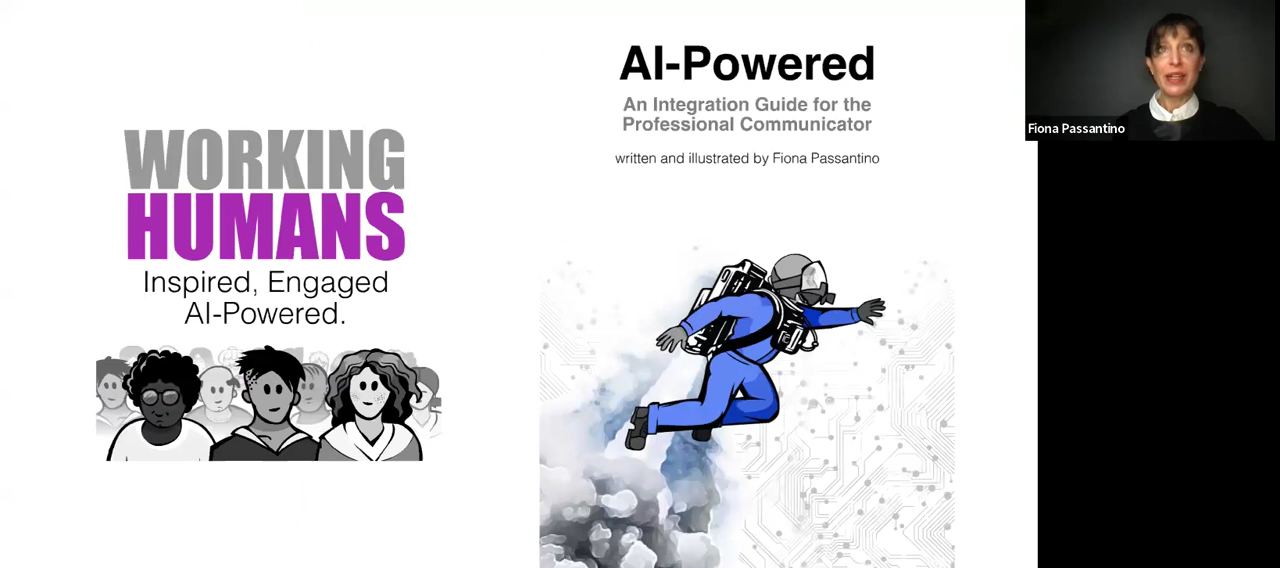 WORKING
HUMANS
Inspired, Engaged
AI-Powered.
AI-Powered
An Integration Guide for the
Professional Communicator
written and illustrated by Fiona Passantino
Fiona Passantino